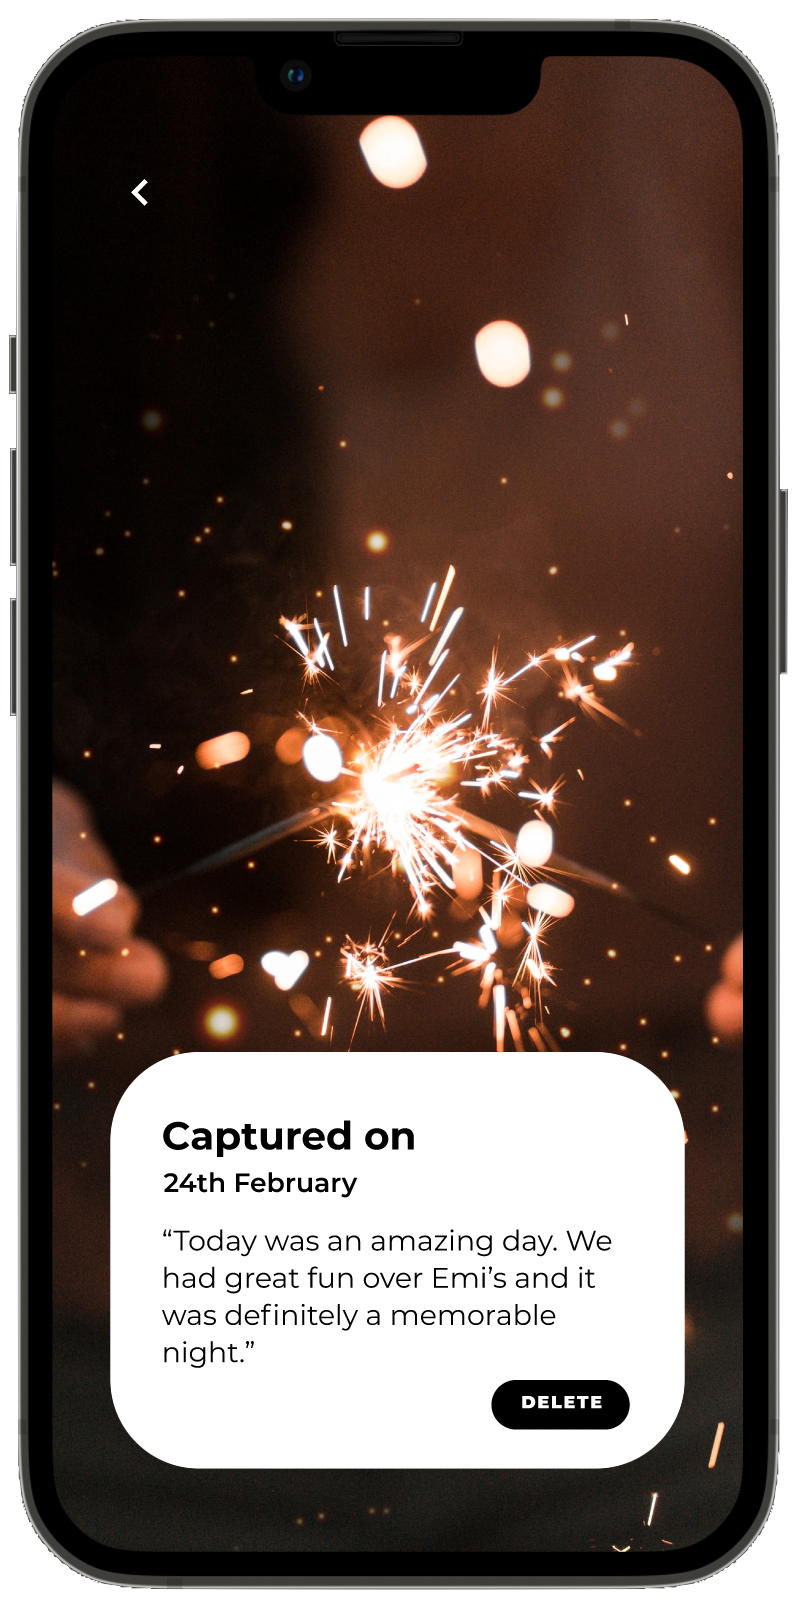 Captured on
24th February
“Today was an amazing day. We
had great fun over Emi’s and it
was definitely a memorable
night.”
DELETE